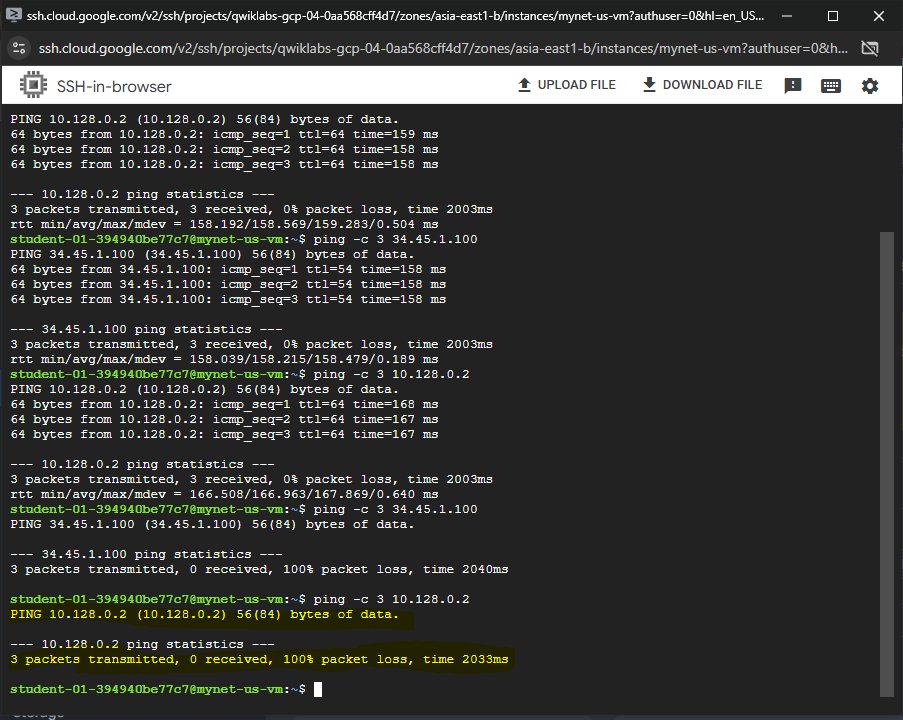 ssh.cloud.google.com/v2/ssh/projects/qwiklabs-gcp-04-0aa568cff4d7/zones/asia-east1-b/instances/mynet-us-vm?authuser=0&hl=en_US...
ssh.cloud.google.com/v2/ssh/projects/qwiklabs-gcp-04-0aa568cff4d7/zones/asia-east1-b/instances/mynet-us-vm?authuser=0&h...
SSH-in-browser
UPLOAD FILE
DOWNLOAD FILE
PING 10.128.0.2 (10.128.0.2) 56(84) bytes of data.
64 bytes from 10.128.0.2: icmp_seq=1 ttl=64 time=159 ms
64 bytes from 10.128.0.2: icmp_seq=2 ttl=64 time=158 ms
64 bytes from 10.128.0.2: icmp_seq=3 ttl=64 time=158 ms
--- 10.128.0.2 ping statistics ---
3 packets transmitted, 3 received, 0% packet loss, time 2003ms
rtt min/avg/max/mdev = 158.192/158.569/159.283/0.504 ms
student-01-394940be77c7@mynet-us-vm:~$ ping -c 3 34.45.1.100
PING 34.45.1.100 (34.45.1.100) 56(84) bytes of data.
64 bytes from 34.45.1.100: icmp_seq=1 ttl=54 time=158 ms
64 bytes from 34.45.1.100: icmp_seq=2 ttl=54 time=158 ms
64 bytes from 34.45.1.100: icmp_seq=3 ttl=54 time=158 ms
--- 34.45.1.100 ping statistics ---
3 packets transmitted, 3 received, 0% packet loss, time 2003ms
rtt min/avg/max/mdev = 158.039/158.215/158.479/0.189 ms
student-01-394940be77c7@mynet-us-vm:~$ ping -c 3 10.128.0.2
PING 10.128.0.2 (10.128.0.2) 56(84) bytes of data.
64 bytes from 10.128.0.2: icmp_seq=1 ttl=64 time=168 ms
64 bytes from 10.128.0.2: icmp_seq=2 ttl=64 time=167 ms
64 bytes from 10.128.0.2: icmp_seq=3 ttl=64 time=167 ms
--- 10.128.0.2 ping statistics ---
3 packets transmitted, 3 received, 0% packet loss, time 2003ms
rtt min/avg/max/mdev = 166.508/166.963/167.869/0.640 ms
student-01-394940be77c7@mynet-us-vm:~$ ping -c 3 34.45.1.100
PING 34.45.1.100 (34.45.1.100) 56(84) bytes of data.
--- 34.45.1.100 ping statistics ---
3 packets transmitted, 0 received, 100% packet loss, time 2040ms
student-01-394940be77c7@mynet-us-vm:~$ ping -c 3 10.128.0.2
PING 10.128.0.2 (10.128.0.2) 56(84) bytes of data.
--- 10.128.0.2 ping statistics ---
3 packets transmitted, 0 received, 100% packet loss, time 2033ms
student-01-394940be77c7@mynet-us-vm:~$